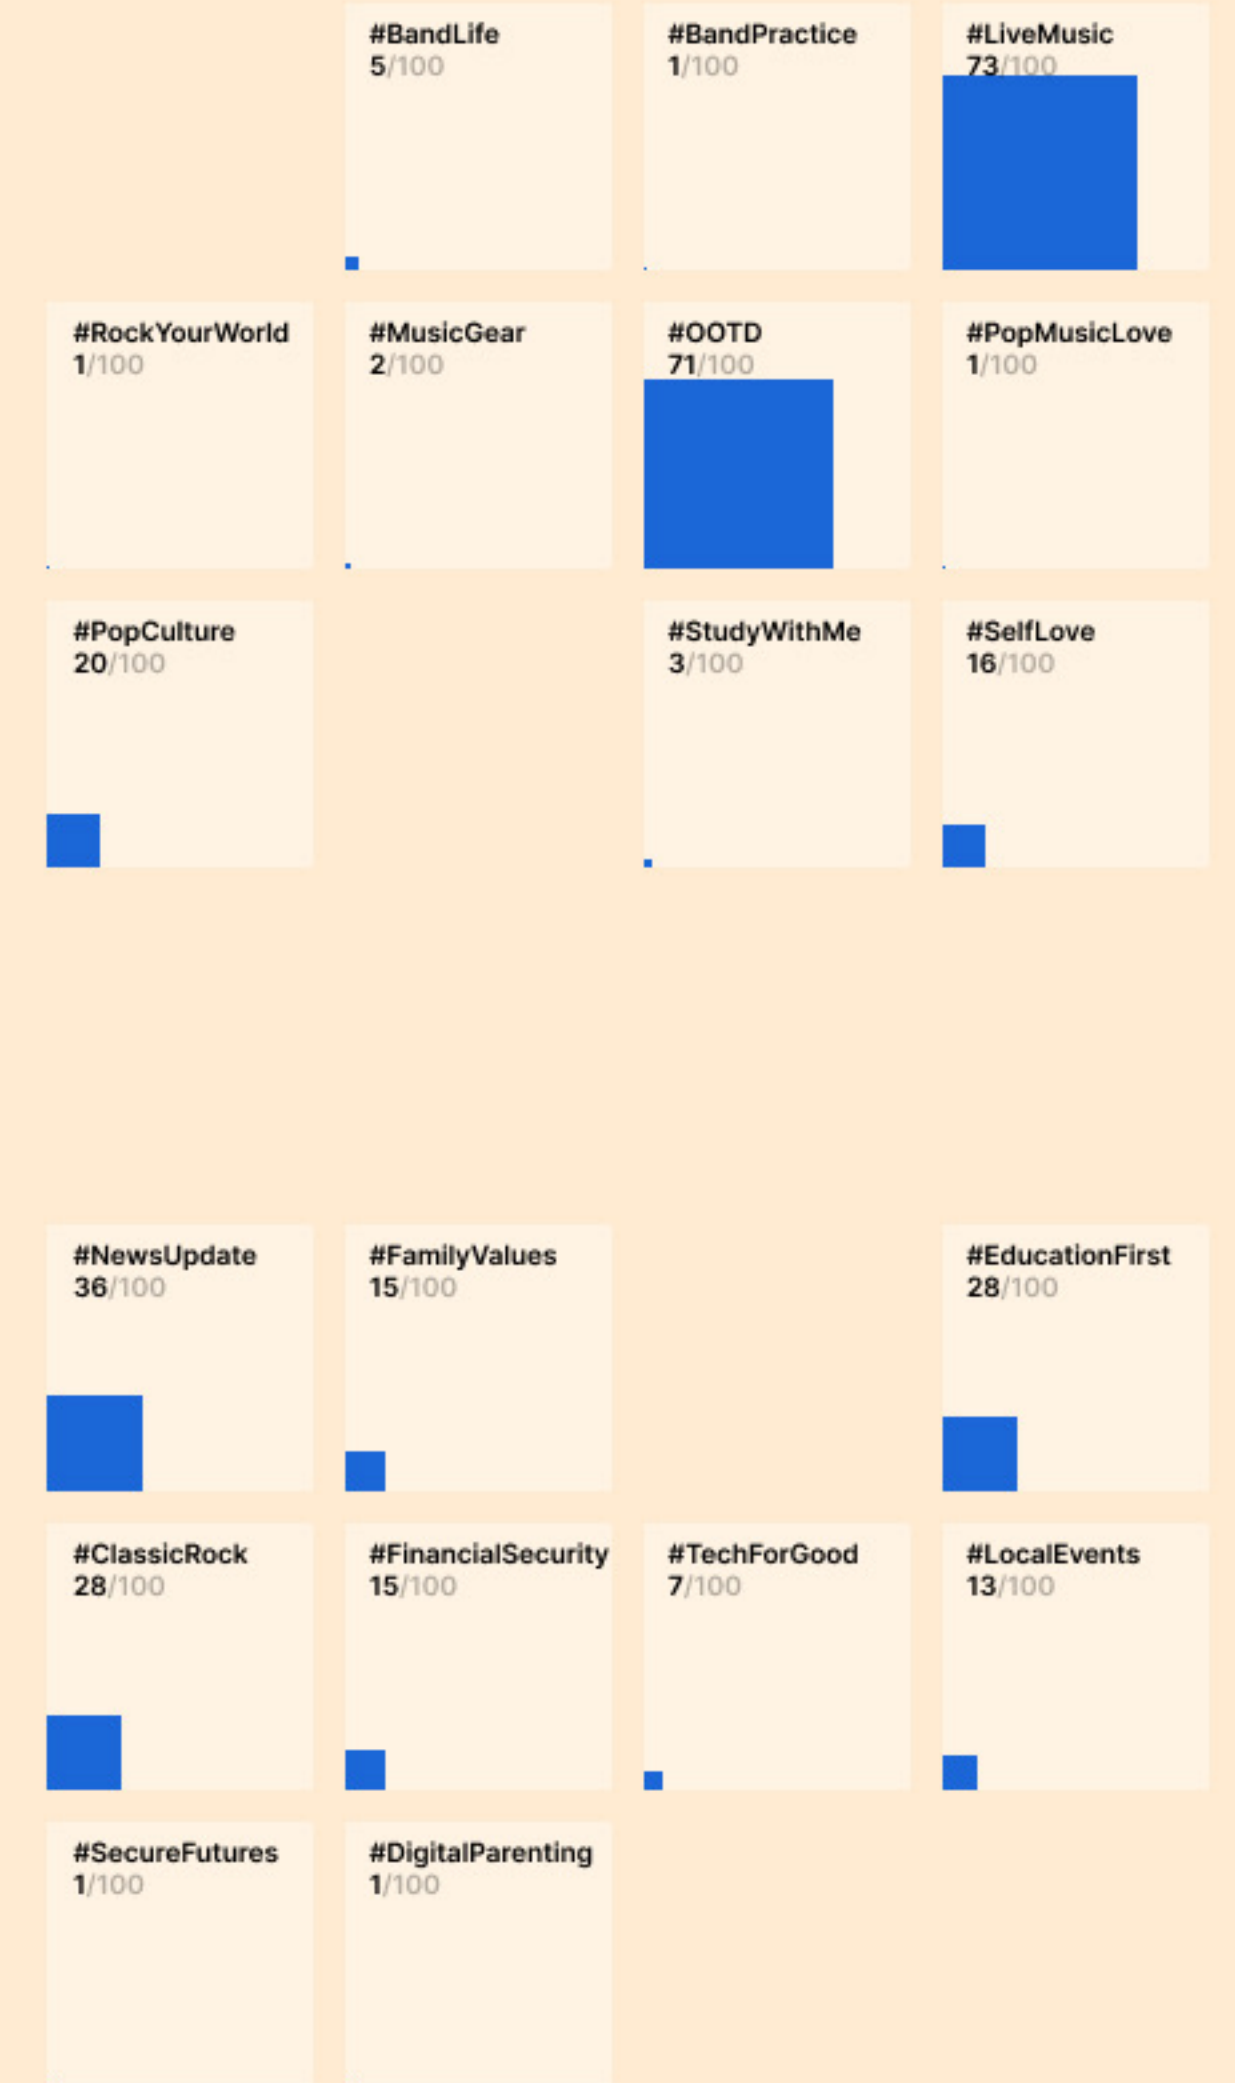 #BandLife
5/100
#BandPractice
1/100
#LiveMusic
73/100
#RockYourWorld
1/100
#MusicGear
2/100
#OOTD
71/100
#PopMusicLove
1/100
#PopCulture
20/100
#StudyWithMe
3/100
#SelfLove
16/100
#NewsUpdate
36/100
#FamilyValues
15/100
#EducationFirst
28/100
#ClassicRock
28/100
#FinancialSecurity
15/100
#TechForGood
7/100
#LocalEvents
13/100
#SecureFutures
1/100
#DigitalParenting
1/100